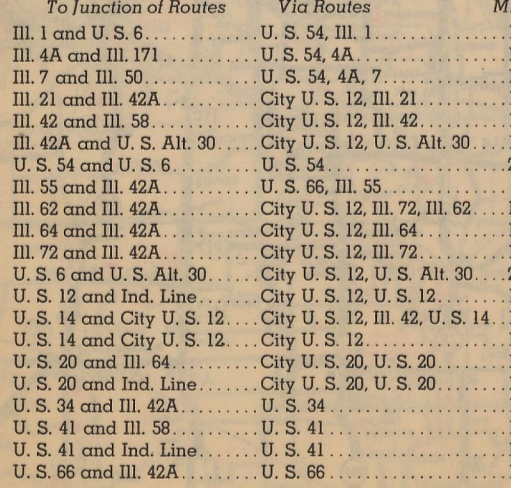 To Junction of Routes Via Routes M
Ill. 1 and U. S. 6.......... U. S. 54, Ill. 1..........
Ill. 4A and Ill. 171.......... U. S. 54, 4A..........
Ill. 7 and Ill. 50.......... U. S. 54, 4A, 7..........
Ill. 21 and Ill. 42A.......... City U. S. 12, Ill. 21..........
Ill. 42 and Ill. 58.......... City U. S. 12, Ill. 42..........
Ill. 42A and U. S. Alt. 30..... City U. S. 12, U. S. Alt. 30....
U. S. 54 and U. S. 6.......... U. S. 54.......... 2
Ill. 55 and Ill. 42A.......... U. S. 66, Ill. 55..........
Ill. 62 and Ill. 42A.......... City U. S. 12, Ill. 72, Ill. 62....
Ill. 64 and Ill. 42A.......... City U. S. 12, Ill. 64..........
Ill. 72 and Ill. 42A.......... City U. S. 12, Ill. 72..........
U. S. 6 and U. S. Alt. 30...... City U. S. 12, U. S. Alt. 30.... 2
U. S. 12 and Ind. Line........ City U. S. 12, U. S. 12........
U. S. 14 and City U. S. 12.... City U. S. 12, Ill. 42, U. S. 14..
U. S. 14 and City U. S. 12.... City U. S. 12..........
U. S. 20 and Ill. 64.......... City U. S. 20, U. S. 20........
U. S. 20 and Ind. Line........ City U. S. 20, U. S. 20........
U. S. 34 and Ill. 42A.......... U. S. 34..........
U. S. 41 and Ill. 58.......... U. S. 41..........
U. S. 41 and Ind. Line........ U. S. 41..........
U. S. 66 and Ill. 42A.......... U. S. 66..........